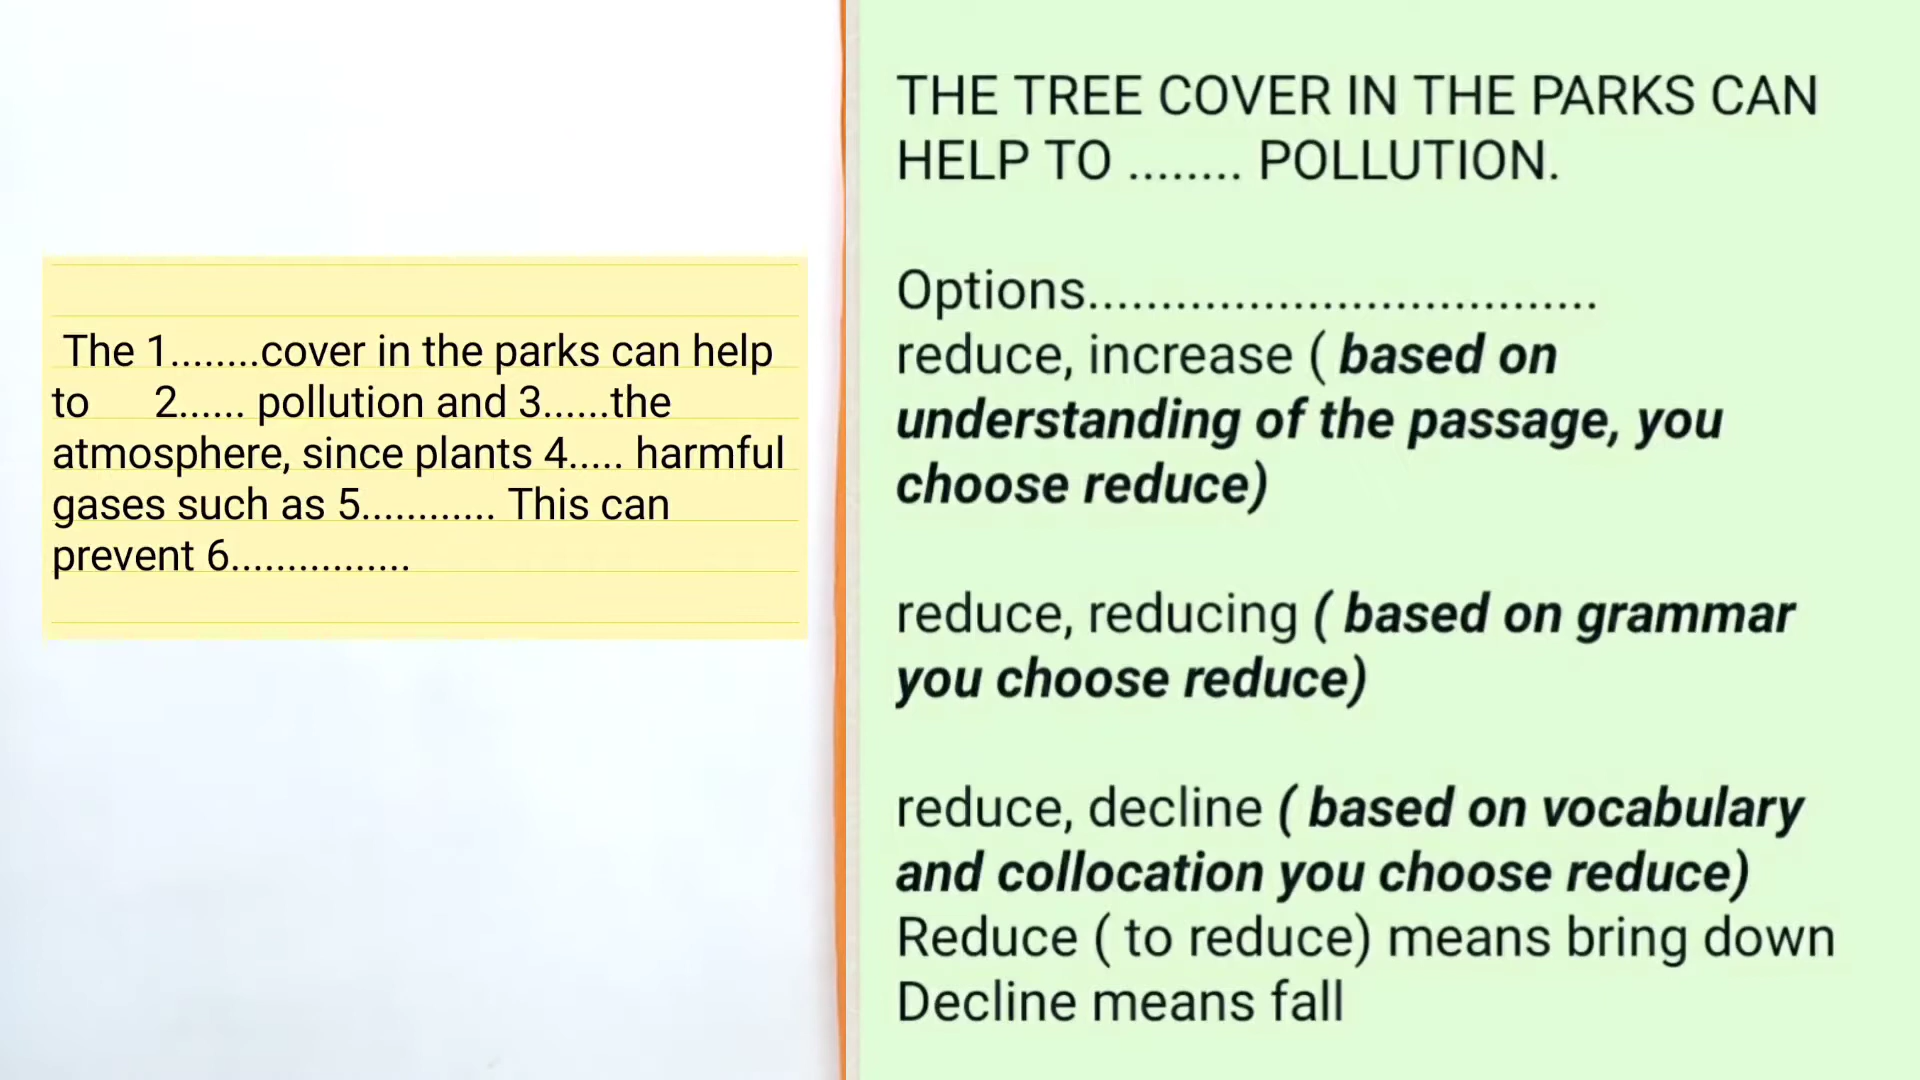 The 1........cover in the parks can help
to 2...... pollution and 3......the
atmosphere, since plants 4..... harmful
gases such as 5............ This can
prevent 6................
THE TREE COVER IN THE PARKS CAN
HELP TO ........ POLLUTION.
Options...................................
reduce, increase ( based on
understanding of the passage, you
choose reduce)
reduce, reducing ( based on grammar
you choose reduce)
reduce, decline ( based on vocabulary
and collocation you choose reduce)
Reduce ( to reduce) means bring down
Decline means fall